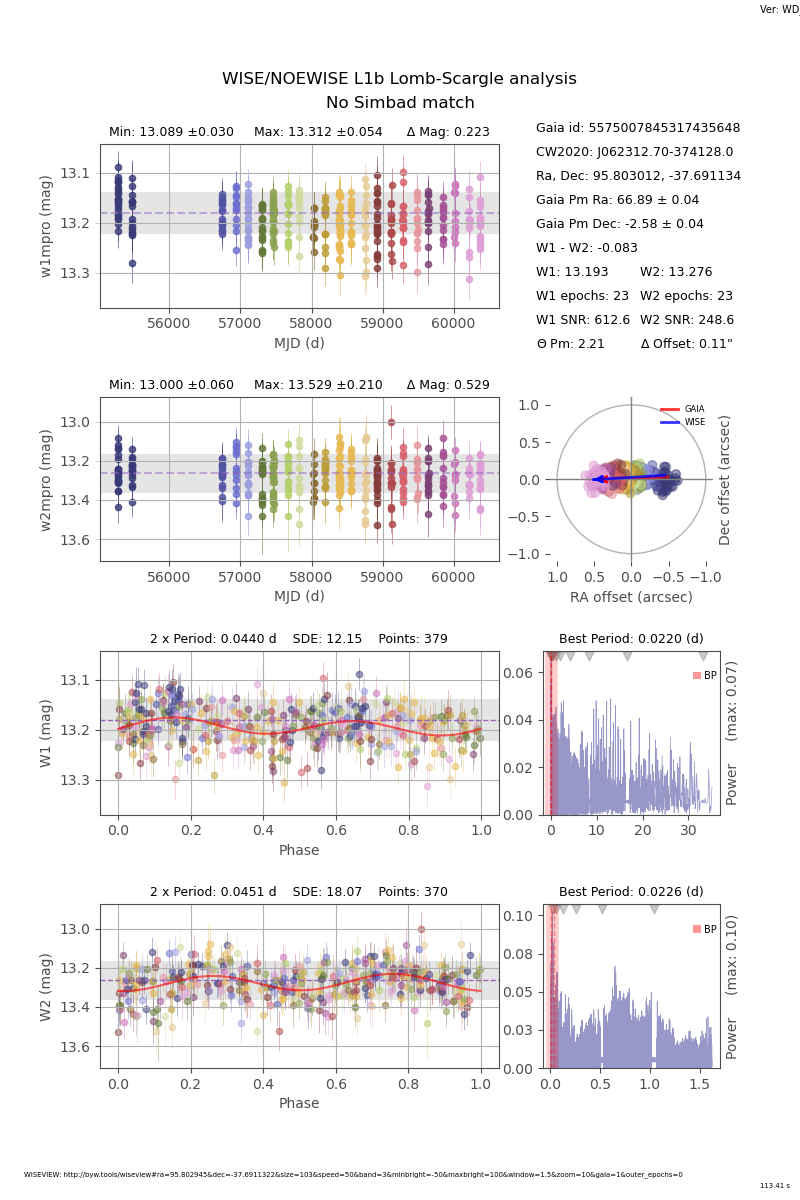 Ver: WD_
WISE/NOEWISE L1b Lomb-Scargle analysis
No Simbad match
Min: 13.089 ±0.030 Max: 13.312 ±0.054 Δ Mag: 0.223
13.1
13.2
13.3
w1mpro (mag)
56000 57000 58000 59000 60000
MJD (d)
Gaia id: 5575007845317435648
CW2020: J062312.70-374128.0
Ra, Dec: 95.803012, -37.691134
Gaia Pm Ra: 66.89 ± 0.04
Gaia Pm Dec: -2.58 ± 0.04
W1 - W2: -0.083
W1: 13.193 W2: 13.276
W1 epochs: 23 W2 epochs: 23
W1 SNR: 612.6 W2 SNR: 248.6
Θ Pm: 2.21 Δ Offset: 0.11"
Min: 13.000 ±0.060 Max: 13.529 ±0.210 Δ Mag: 0.529
13.0
13.2
13.4
13.6
w2mpro (mag)
56000 57000 58000 59000 60000
MJD (d)
1.0
0.5
0.0
−0.5
−1.0
GAIA
WISE
Dec offset (arcsec)
1.0 0.5 0.0 −0.5 −1.0
RA offset (arcsec)
2 x Period: 0.0440 d SDE: 12.15 Points: 379
13.1
13.2
13.3
W1 (mag)
0.0 0.2 0.4 0.6 0.8 1.0
Phase
Best Period: 0.0220 (d)
0.06
0.04
0.02
0.00
BP
Power (max: 0.07)
0 10 20 30
2 x Period: 0.0451 d SDE: 18.07 Points: 370
13.0
13.2
13.4
13.6
W2 (mag)
0.0 0.2 0.4 0.6 0.8 1.0
Phase
Best Period: 0.0226 (d)
0.10
0.08
0.05
0.03
0.00
BP
Power (max: 0.10)
0.0 0.5 1.0 1.5
WISEVIEW: http://byw.tools/wiseview#ra=95.802945&dec=-37.6911322&size=103&speed=50&band=3&minbright=-50&maxbright=100&window=1.5&zoom=10&gaia=1&outer_epochs=0
113.41 s